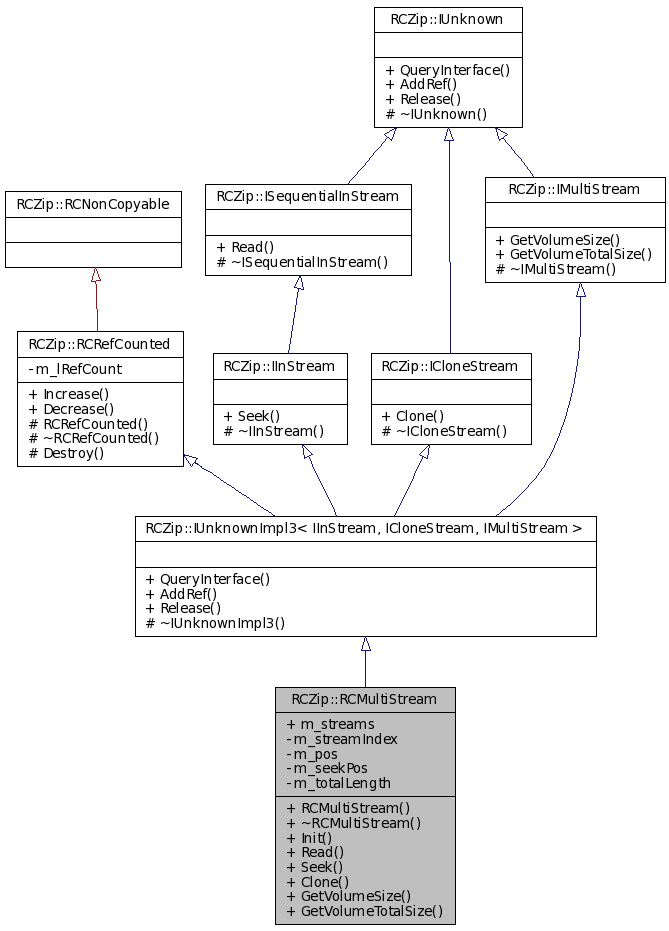 RCZip::IUnknown
+ QueryInterface()
+ AddRef()
+ Release()
# ~IUnknown()
RCZip::RCNonCopyable
RCZip::ISequentialInStream
+ Read()
# ~ISequentialInStream()
RCZip::IMultiStream
+ GetVolumeSize()
+ GetVolumeTotalSize()
# ~IMultiStream()
RCZip::RCRefCounted
- m_lRefCount
+ Increase()
+ Decrease()
# RCRefCounted()
# ~RCRefCounted()
# Destroy()
RCZip::IInStream
+ Seek()
# ~IInStream()
RCZip::ICloneStream
+ Clone()
# ~ICloneStream()
RCZip::IUnknownImpl3< IInStream, ICloneStream, IMultiStream >
+ QueryInterface()
+ AddRef()
+ Release()
# ~IUnknownImpl3()
RCZip::RCMultiStream
+ m_streams
- m_streamIndex
- m_pos
- m_seekPos
- m_totalLength
+ RCMultiStream()
+ ~RCMultiStream()
+ Init()
+ Read()
+ Seek()
+ Clone()
+ GetVolumeSize()
+ GetVolumeTotalSize()